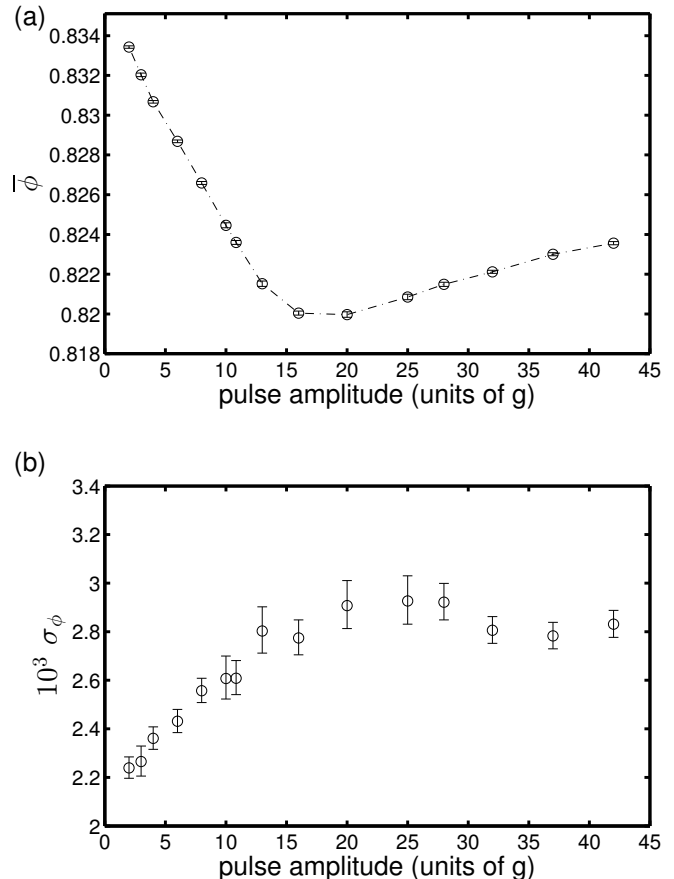 (a)
0.834
0.832
0.83
0.828
0.826
0.824
0.822
0.82
0.818
ϕ̅
0 5 10 15 20 25 30 35 40 45
pulse amplitude (units of g)
(b)
3.4
3.2
3
2.8
2.6
2.4
2.2
2
10³ σ_ϕ
0 5 10 15 20 25 30 35 40 45
pulse amplitude (units of g)